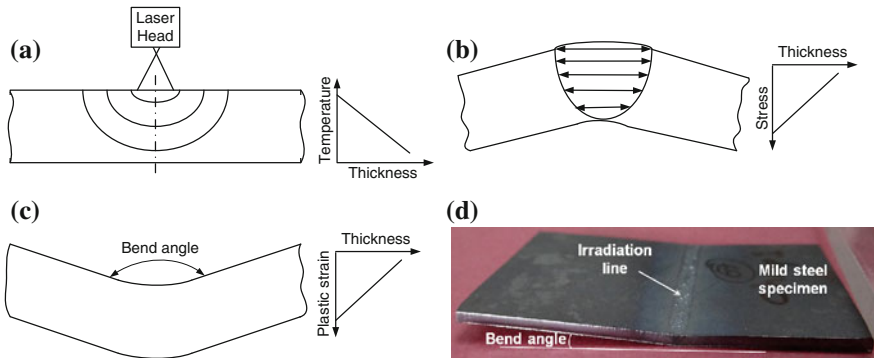 (a)
Laser
Head
Temperature
Thickness
(b)
Thickness
Stress
(c)
Bend angle
Thickness
Plastic strain
(d)
Irradiation
line
Mild steel
specimen
Bend angle